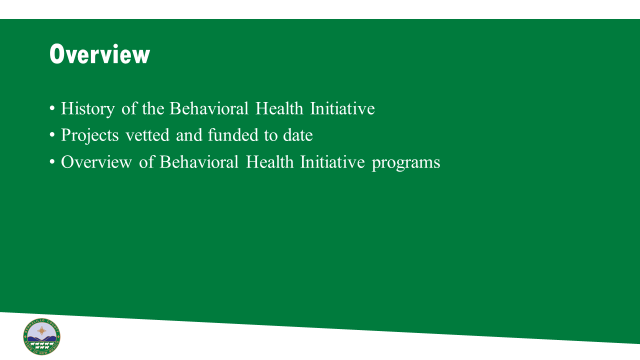 Overview
• History of the Behavioral Health Initiative
• Projects vetted and funded to date
• Overview of Behavioral Health Initiative programs